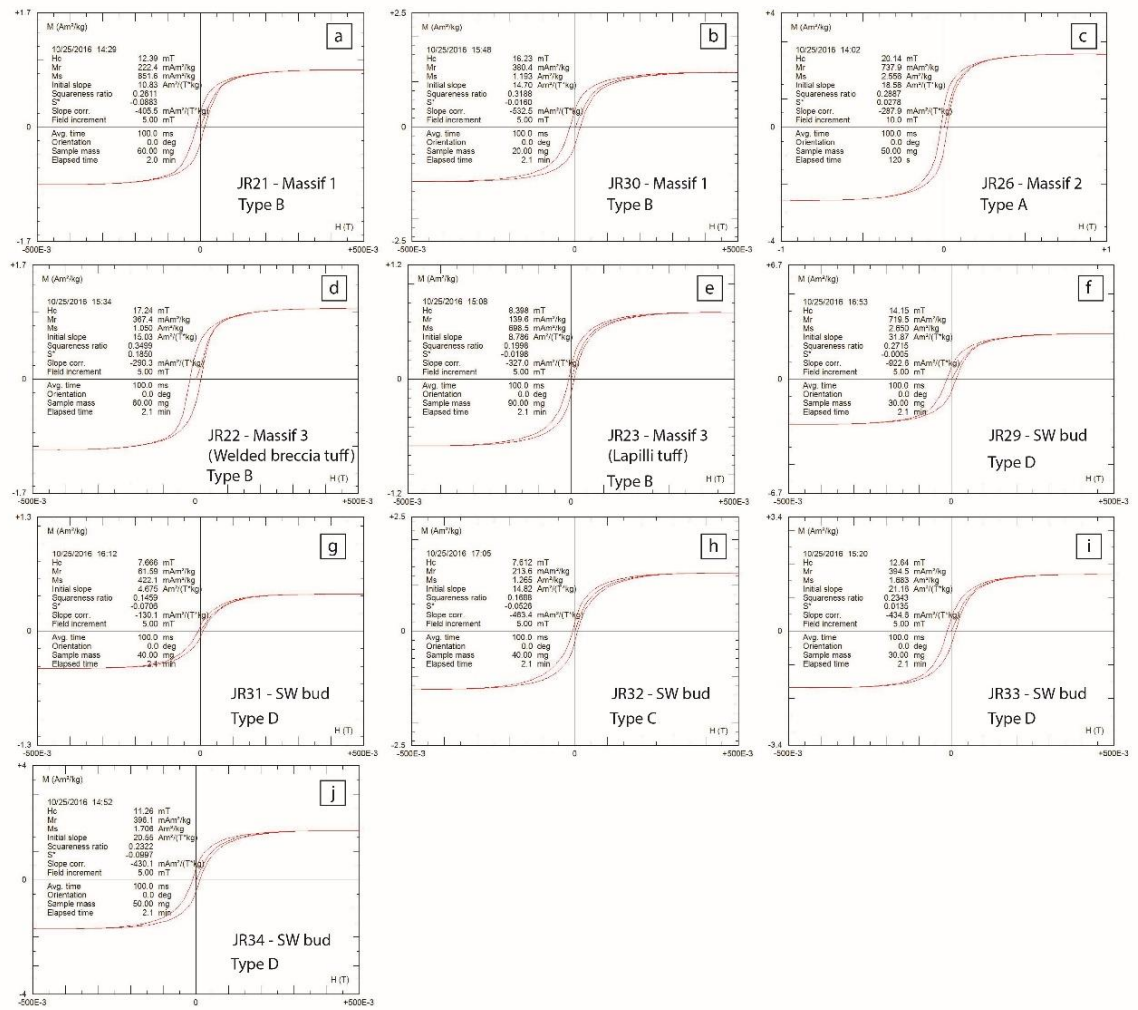 +1.7
M (Am²/kg)
a
10/25/2016 14:29
Hc 12.39 mT
Mr 222.4 mAm²/kg
Ms 851.6 mAm²/kg
Initial slope 10.83 Am²/(T*kg)
Squareness ratio 0.2611
S* -0.0883
Slope corr. -405.5 mAm²/(T*kg)
Field increment 5.00 mT
0
Avg. time 100.0 ms
Orientation 0.0 deg
Sample mass 60.00 mg
Elapsed time 2.0 min
JR21 - Massif 1
Type B
H (T)
-1.7
-500E-3 0
+2.5
M (Am²/kg)
b
10/25/2016 15:48
Hc 16.23 mT
Mr 380.4 mAm²/kg
Ms 1.193 Am²/kg
Initial slope 14.70 Am²/(T*kg)
Squareness ratio 0.3188
S* -0.0160
Slope corr. -532.5 mAm²/(T*kg)
Field increment 5.00 mT
0
Avg. time 100.0 ms
Orientation 0.0 deg
Sample mass 20.00 mg
Elapsed time 2.1 min
JR30 - Massif 1
Type B
H (T)
-2.5
-500E-3 0 +500E-3
+4
M (Am²/kg)
c
10/25/2016 14:02
Hc 20.14 mT
Mr 737.9 mAm²/kg
Ms 2.556 Am²/kg
Initial slope 18.58 Am²/(T*kg)
Squareness ratio 0.2887
S* 0.0278
Slope corr. -287.9 mAm²/(T*kg)
Field increment 10.0 mT
0
Avg. time 100.0 ms
Orientation 0.0 deg
Sample mass 50.00 mg
Elapsed time 120 s
JR26 - Massif 2
Type A
H (T)
-4
-1 0 +1
+1.7
M (Am²/kg)
d
10/25/2016 15:34
Hc 17.24 mT
Mr 367.4 mAm²/kg
Ms 1.050 Am²/kg
Initial slope 15.03 Am²/(T*kg)
Squareness ratio 0.3499
S* 0.1850
Slope corr. -290.3 mAm²/(T*kg)
Field increment 5.00 mT
0
Avg. time 100.0 ms
Orientation 0.0 deg
Sample mass 60.00 mg
Elapsed time 2.1 min
JR22 - Massif 3
(Welded breccia tuff)
Type B
H (T)
-1.7
-500E-3 0 +500E-3
+1.2
M (Am²/kg)
e
10/25/2016 15:08
Hc 8.398 mT
Mr 139.6 mAm²/kg
Ms 698.5 mAm²/kg
Initial slope 8.786 Am²/(T*kg)
Squareness ratio 0.1998
S* -0.0198
Slope corr. -327.0 mAm²/(T*kg)
Field increment 5.00 mT
0
Avg. time 100.0 ms
Orientation 0.0 deg
Sample mass 90.00 mg
Elapsed time 2.1 min
JR23 - Massif 3
(Lapilli tuff)
Type B
H (T)
-1.2
-500E-3 0 +500E-3
+6.7
M (Am²/kg)
f
10/25/2016 16:53
Hc 14.15 mT
Mr 719.5 mAm²/kg
Ms 2.650 Am²/kg
Initial slope 31.87 Am²/(T*kg)
Squareness ratio 0.2715
S* -0.0005
Slope corr. -922.6 mAm²/(T*kg)
Field increment 5.00 mT
0
Avg. time 100.0 ms
Orientation 0.0 deg
Sample mass 30.00 mg
Elapsed time 2.1 min
JR29 - SW bud
Type D
H (T)
-6.7
-500E-3 0 +500E-3
+1.3
M (Am²/kg)
g
10/25/2016 16:12
Hc 7.666 mT
Mr 61.59 mAm²/kg
Ms 422.1 mAm²/kg
Initial slope 4.675 Am²/(T*kg)
Squareness ratio 0.1459
S* -0.0706
Slope corr. -130.1 mAm²/(T*kg)
Field increment 5.00 mT
0
Avg. time 100.0 ms
Orientation 0.0 deg
Sample mass 40.00 mg
Elapsed time 2.1 min
JR31 - SW bud
Type D
H (T)
-1.3
-500E-3 0 +500E-3
+2.5
M (Am²/kg)
h
10/25/2016 17:05
Hc 7.612 mT
Mr 213.6 mAm²/kg
Ms 1.265 Am²/kg
Initial slope 14.82 Am²/(T*kg)
Squareness ratio 0.1688
S* -0.0526
Slope corr. -463.4 mAm²/(T*kg)
Field increment 5.00 mT
0
Avg. time 100.0 ms
Orientation 0.0 deg
Sample mass 40.00 mg
Elapsed time 2.1 min
JR32 - SW bud
Type C
H (T)
-2.5
-500E-3 0 +500E-3
+3.4
M (Am²/kg)
i
10/25/2016 15:20
Hc 12.64 mT
Mr 394.5 mAm²/kg
Ms 1.683 Am²/kg
Initial slope 21.16 Am²/(T*kg)
Squareness ratio 0.2343
S* 0.0135
Slope corr. -434.6 mAm²/(T*kg)
Field increment 5.00 mT
0
Avg. time 100.0 ms
Orientation 0.0 deg
Sample mass 30.00 mg
Elapsed time 2.1 min
JR33 - SW bud
Type D
H (T)
-3.4
-500E-3 0 +500E-3
+4
M (Am²/kg)
j
10/25/2016 14:52
Hc 11.26 mT
Mr 396.1 mAm²/kg
Ms 1.706 Am²/kg
Initial slope 20.55 Am²/(T*kg)
Squareness ratio 0.2322
S* -0.0997
Slope corr. -430.1 mAm²/(T*kg)
Field increment 5.00 mT
0
Avg. time 100.0 ms
Orientation 0.0 deg
Sample mass 50.00 mg
Elapsed time 2.1 min
JR34 - SW bud
Type D
H (T)
-4
-500E-3 0 +500E-3